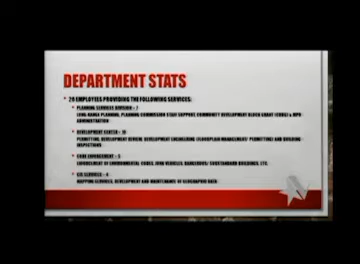 DEPARTMENT STATS
28 EMPLOYEES PROVIDING THE FOLLOWING SERVICES:
PLANNING SERVICES DIVISION - 7
LONG RANGE PLANNING, PLANNING COMMISSION STAFF SUPPORT, COMMUNITY DEVELOPMENT BLOCK GRANT (CDBG) &
ADMINISTRATION
DEVELOPMENT CENTER - 10
PERMITTING, DEVELOPMENT REVIEW, DEVELOPMENT ENGINEERING (FLOODPLAIN MANAGEMENT PERMITTING) AND BUILDING
INSPECTIONS
CODE ENFORCEMENT - 5
ENFORCEMENT OF ENVIRONMENTAL CODES, JUNK VEHICLES, DANGEROUS/ SUBSTANDARD BUILDINGS, ETC.
GIS SERVICES - 4
MAPPING SERVICES, DEVELOPMENT AND MAINTENANCE OF GEOGRAPHIC DATA